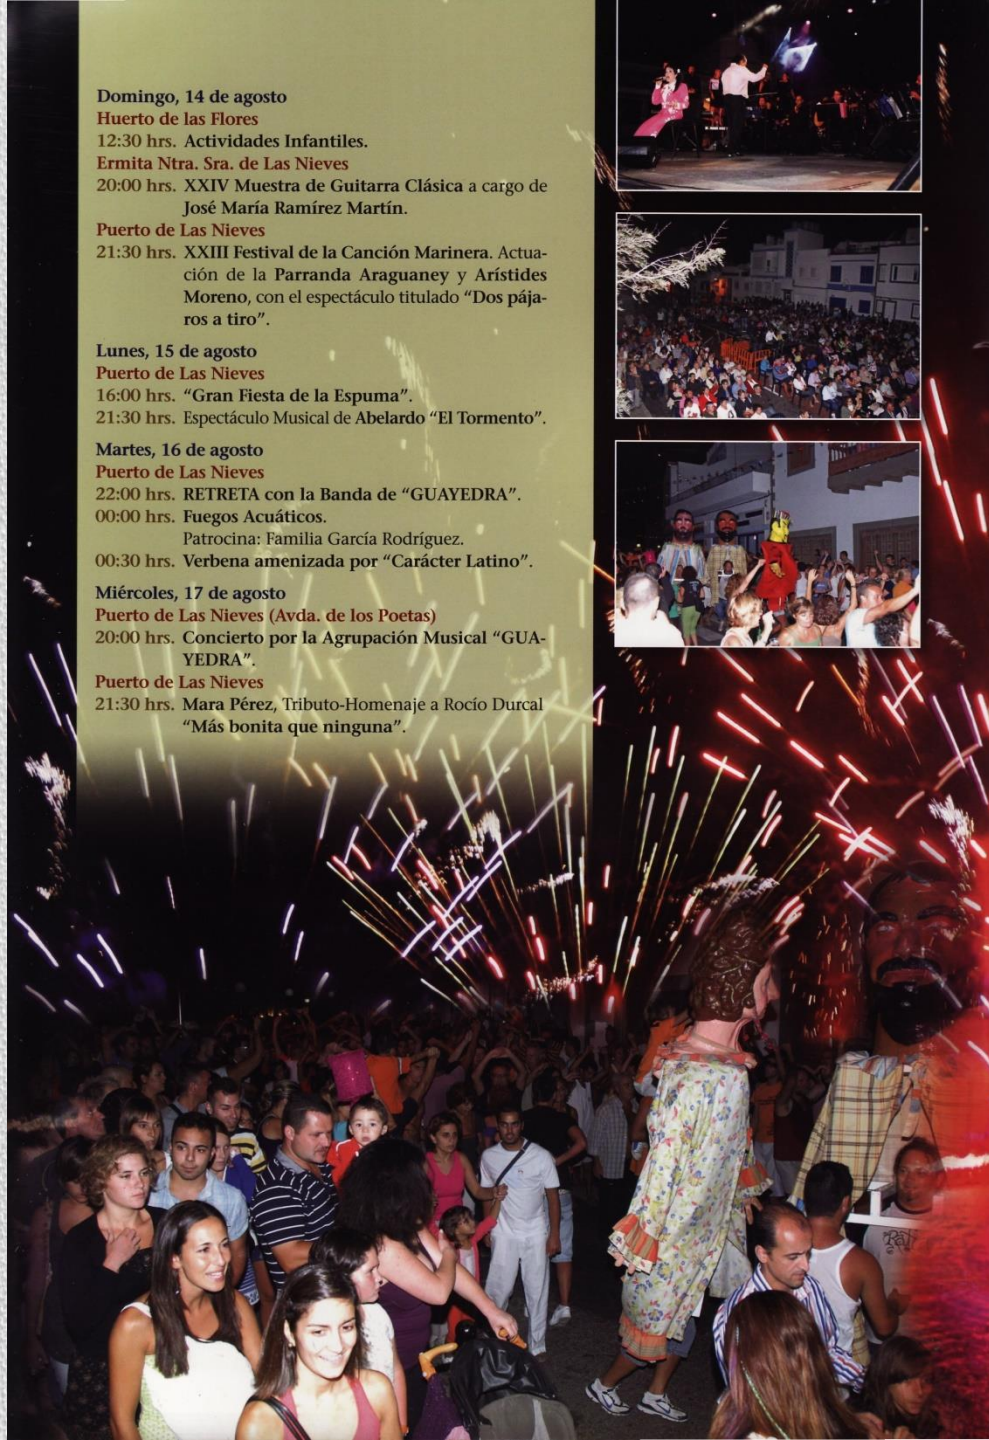 Domingo, 14 de agosto
Huerto de las Flores
12:30 hrs. Actividades Infantiles.
Ermita Ntra. Sra. de Las Nieves
20:00 hrs. XXIV Muestra de Guitarra Clásica a cargo de
José María Ramírez Martín.
Puerto de Las Nieves
21:30 hrs. XXIII Festival de la Canción Marinera. Actua-
ción de la Parranda Araguaney y Arístides
Moreno, con el espectáculo titulado “Dos pája-
ros a tiro”.
Lunes, 15 de agosto
Puerto de Las Nieves
16:00 hrs. “Gran Fiesta de la Espuma”.
21:30 hrs. Espectáculo Musical de Abelardo “El Tormento”.
Martes, 16 de agosto
Puerto de Las Nieves
22:00 hrs. RETRETA con la Banda de “GUAYEDRA”.
00:00 hrs. Fuegos Acuáticos.
Patrocina: Familia García Rodríguez.
00:30 hrs. Verbena amenizada por “Carácter Latino”.
Miércoles, 17 de agosto
Puerto de Las Nieves (Avda. de los Poetas)
20:00 hrs. Concierto por la Agrupación Musical “GUA-
YEDRA”.
Puerto de Las Nieves
21:30 hrs. Mara Pérez, Tributo-Homenaje a Rocío Durcal
“Más bonita que ninguna”.